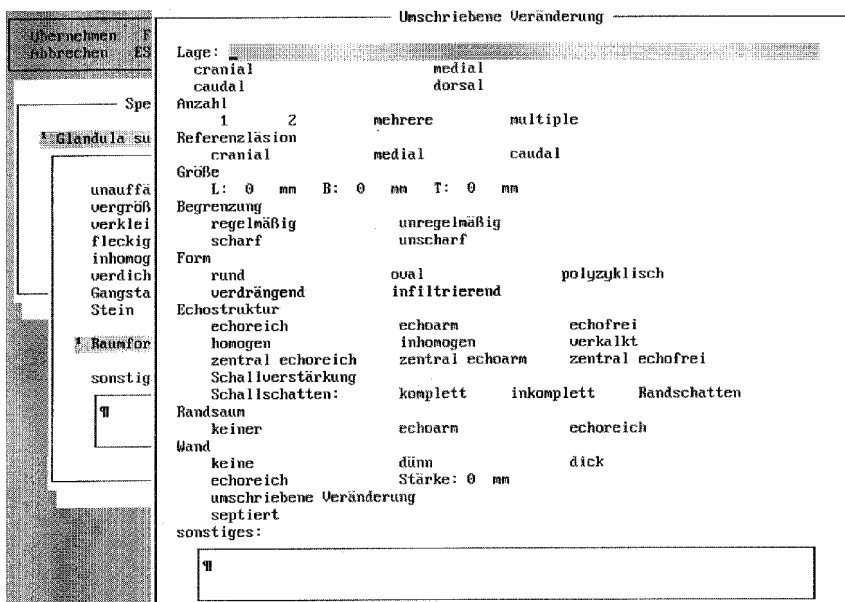 Umschriebene Veränderung
Übernehmen F
Abbrechen ES
Lage:
cranial medial
caudal dorsal
Spe
Anzahl
1 2 mehrere multiple
¹ Glandula su
Referenzläsion
cranial medial caudal
Größe
unauffä
L: 0 mm B: 0 mm T: 0 mm
vergröß
Begrenzung
verklei
regelmäßig unregelmäßig
fleckig
scharf unscharf
inhomog
Form
verdich
rund oval polyzyklisch
Gangsta
verdrängend infiltrierend
Stein
Echostruktur
echoreich echoarm echofrei
¹ Raumfor
homogen inhomogen verkalkt
zentral echoreich zentral echoarm zentral echofrei
sonstig
Schallverstärkung
Schallschatten: komplett inkomplett Randschatten
¶
Randsaum
keiner echoarm echoreich
Wand
keine dünn dick
echoreich Stärke: 0 mm
umschriebene Veränderung
septiert
sonstiges:
¶